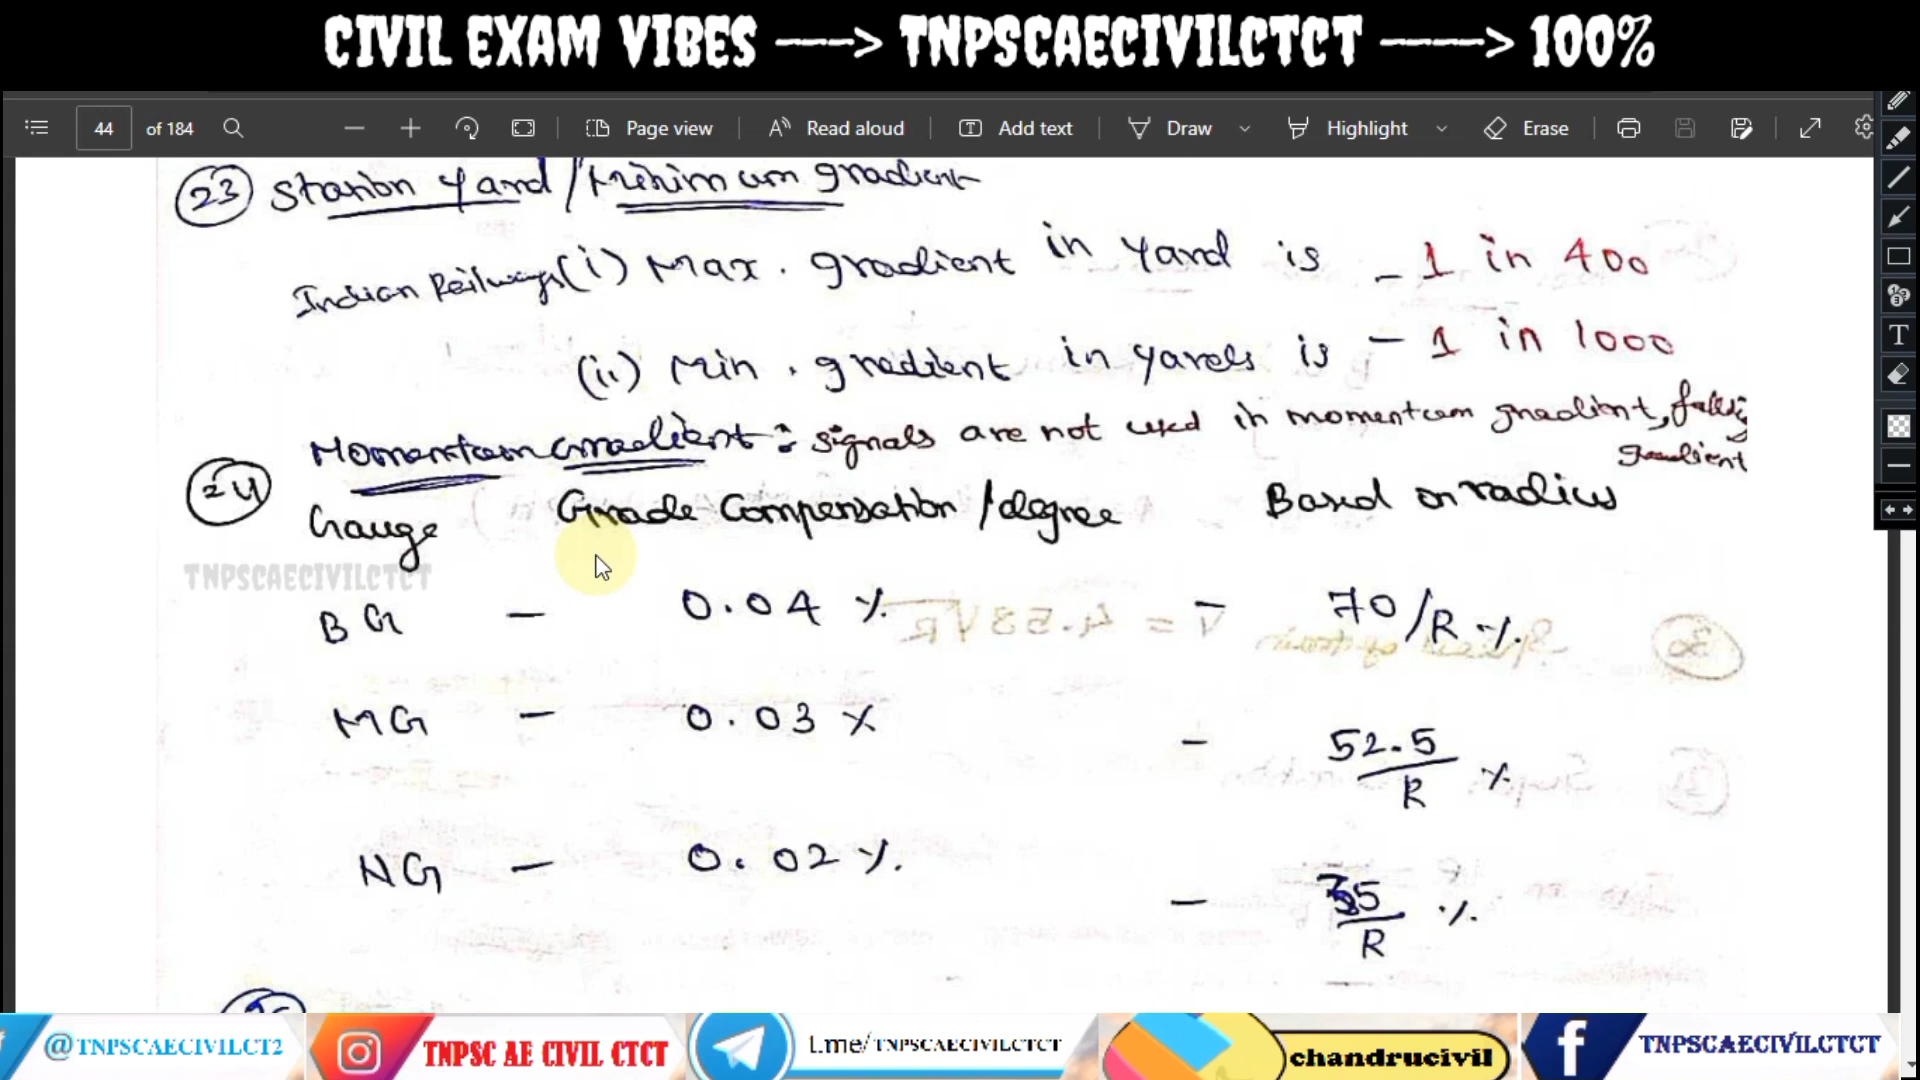 CIVIL EXAM VIBES ---> TNPSCAECIVILCTCT ----> 100%
44 of 184 Page view Read aloud Add text Draw Highlight Erase
23 Station Yard / Minimum gradient
Indian Railways (i) Max. gradient in Yard is - 1 in 400
(ii) Min. gradient in yards is - 1 in 1000
24 Momentum Gradient : signals are not used in momentum gradient, falling
gradient
Gauge Grade Compensation / degree Based on radius
TNPSCAECIVILCTCT
BG - 0.04 % - 70/R %
MG - 0.03 % - 52.5/R %
NG - 0.02 % - 35/R %
@TNPSCAECIVILCT2 TNPSC AE CIVIL CTCT t.me/TNPSCAECIVILCTCT chandrucivil TNPSCAECIVILCTCT